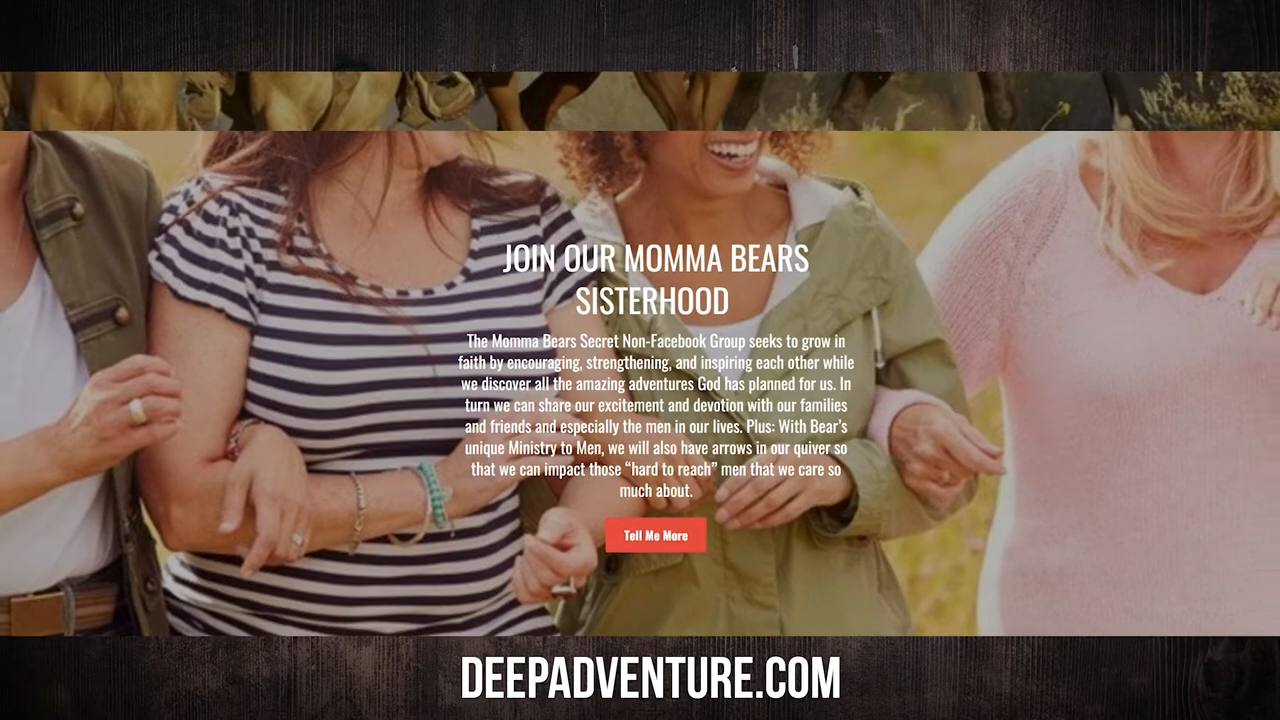 JOIN OUR MOMMA BEARS
SISTERHOOD
The Momma Bears Secret Non-Facebook Group seeks to grow in
faith by encouraging, strengthening, and inspiring each other while
we discover all the amazing adventures God has planned for us. In
turn we can share our excitement and devotion with our families
and friends and especially the men in our lives. Plus: With Bear’s
unique Ministry to Men, we will also have arrows in our quiver so
that we can impact those “hard to reach” men that we care so
much about.
Tell Me More
DEEPADVENTURE.COM